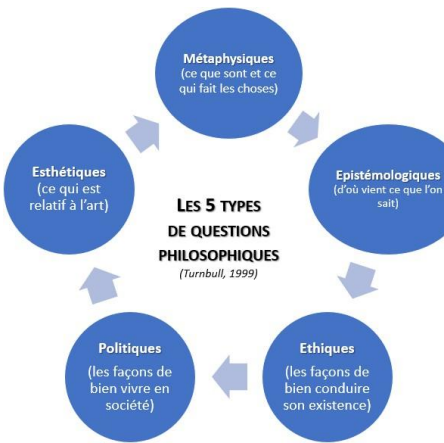 Métaphysiques
(ce que sont et ce
qui fait les choses)
Epistémologiques
(d'où vient ce que l'on
sait)
Ethiques
(les façons de
bien conduire
son existence)
Politiques
(les façons de
bien vivre en
société)
Esthétiques
(ce qui est
relatif à l'art)
LES 5 TYPES
DE QUESTIONS
PHILOSOPHIQUES
(Turnbull, 1999)